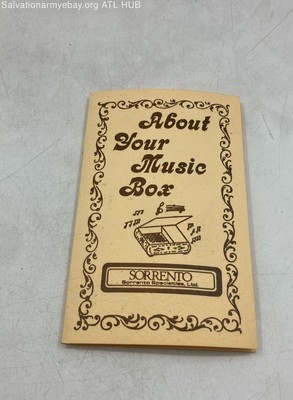 Salvationarmyebay.org ATL HUB
About
Your
Music
Box
SORRENTO
Sorrento Specialties, Ltd.